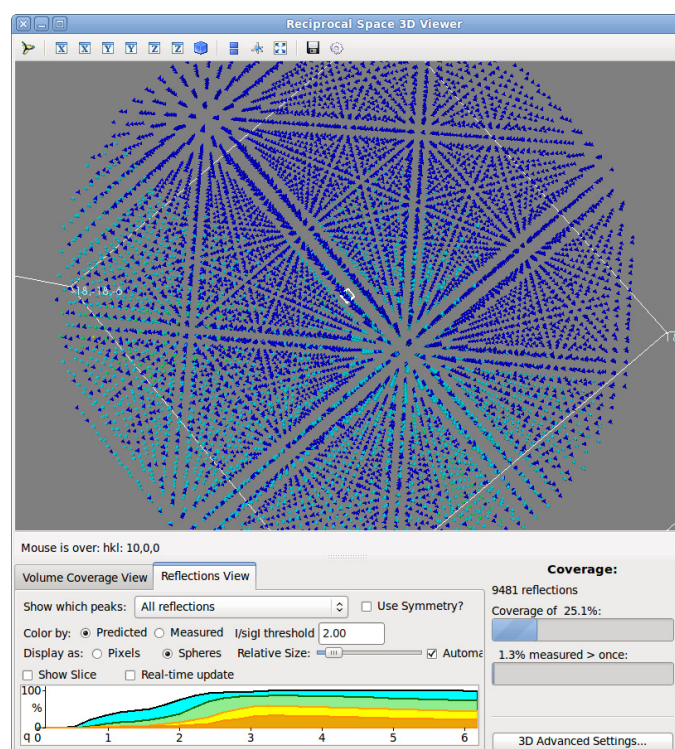 Reciprocal Space 3D Viewer
X X Y Y Z Z
-18,-18,-6
Mouse is over: hkl: 10,0,0
Volume Coverage View Reflections View
Show which peaks: All reflections Use Symmetry?
Color by: Predicted Measured I/sigI threshold 2.00
Display as: Pixels Spheres Relative Size: Automa
Show Slice Real-time update
100
%
0
q 0 1 2 3 4 5 6
Coverage:
9481 reflections
Coverage of 25.1%:
1.3% measured > once:
3D Advanced Settings...